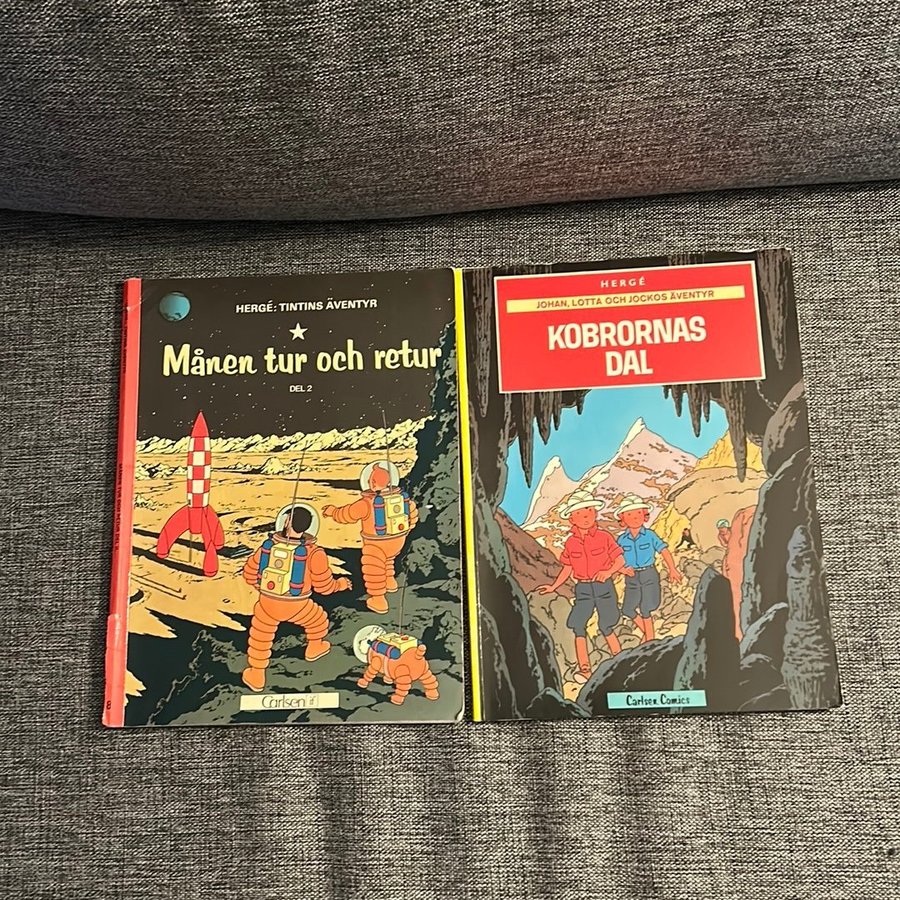 HERGÉ: TINTINS ÄVENTYR
Månen tur och retur
DEL 2
Carlsen if
HERGÉ
JOHAN, LOTTA OCH JOCKOS ÄVENTYR
KOBRORNAS
DAL
Carlsen Comics